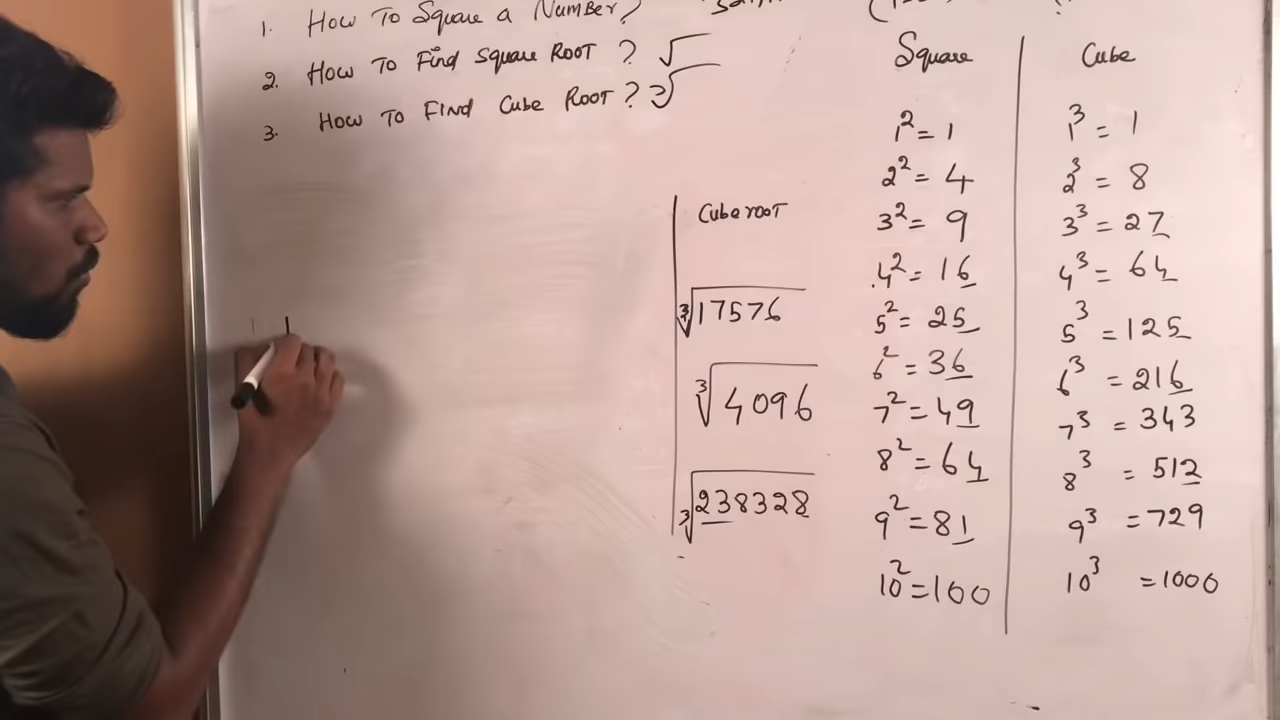 1. How To Square a Number?
2. How To Find Square Root ? √
3. How To Find Cube Root ? ∛
Cube root
∛17576
∛4096
∛238328
Square
1² = 1
2² = 4
3² = 9
4² = 16
5² = 25
6² = 36
7² = 49
8² = 64
9² = 81
10² = 100
Cube
1³ = 1
2³ = 8
3³ = 27
4³ = 64
5³ = 125
6³ = 216
7³ = 343
8³ = 512
9³ = 729
10³ = 1000